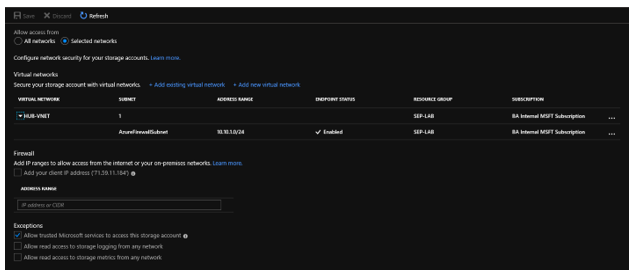 Save Discard Refresh
Allow access from
All networks Selected networks
Configure network security for your storage accounts. Learn more.
Virtual networks
Secure your storage account with virtual networks. + Add existing virtual network + Add new virtual network
VIRTUAL NETWORK SUBNET ADDRESS RANGE ENDPOINT STATUS RESOURCE GROUP SUBSCRIPTION
HUB-VNET 1 SEP-LAB BA Internal MSFT Subscription ...
AzureFirewallSubnet 10.10.1.0/24 ✓ Enabled SEP-LAB BA Internal MSFT Subscription ...
Firewall
Add IP ranges to allow access from the internet or your on-premises networks. Learn more.
Add your client IP address ('71.59.11.184')
ADDRESS RANGE
IP address or CIDR
Exceptions
Allow trusted Microsoft services to access this storage account
Allow read access to storage logging from any network
Allow read access to storage metrics from any network